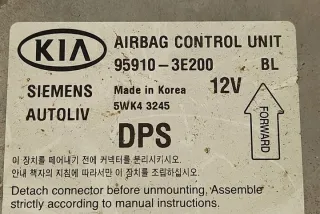 KIA AIRBAG CONTROL UNIT
95910-3E200 BL
SIEMENS Made in Korea 12V
AUTOLIV 5WK4 3245
FORWARD
DPS
이 장치를 떼어내기 전에 커넥터를 분리시키시오.
안내 책자의 지침에 따라서만 이 장치를 조립하십시오.
Detach connector before unmounting, Assemble
strictly according to manual instructions.